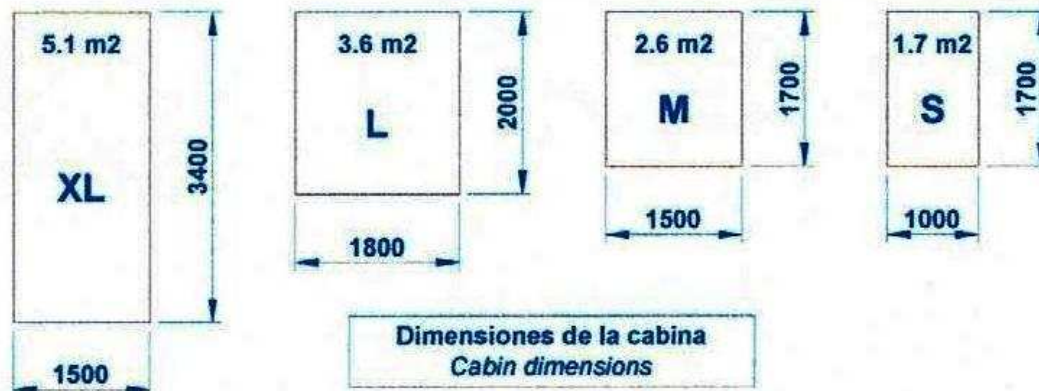 5.1 m2
XL
3400
1500
3.6 m2
L
2000
1800
2.6 m2
M
1700
1500
1.7 m2
S
1700
1000
Dimensiones de la cabina
Cabin dimensions